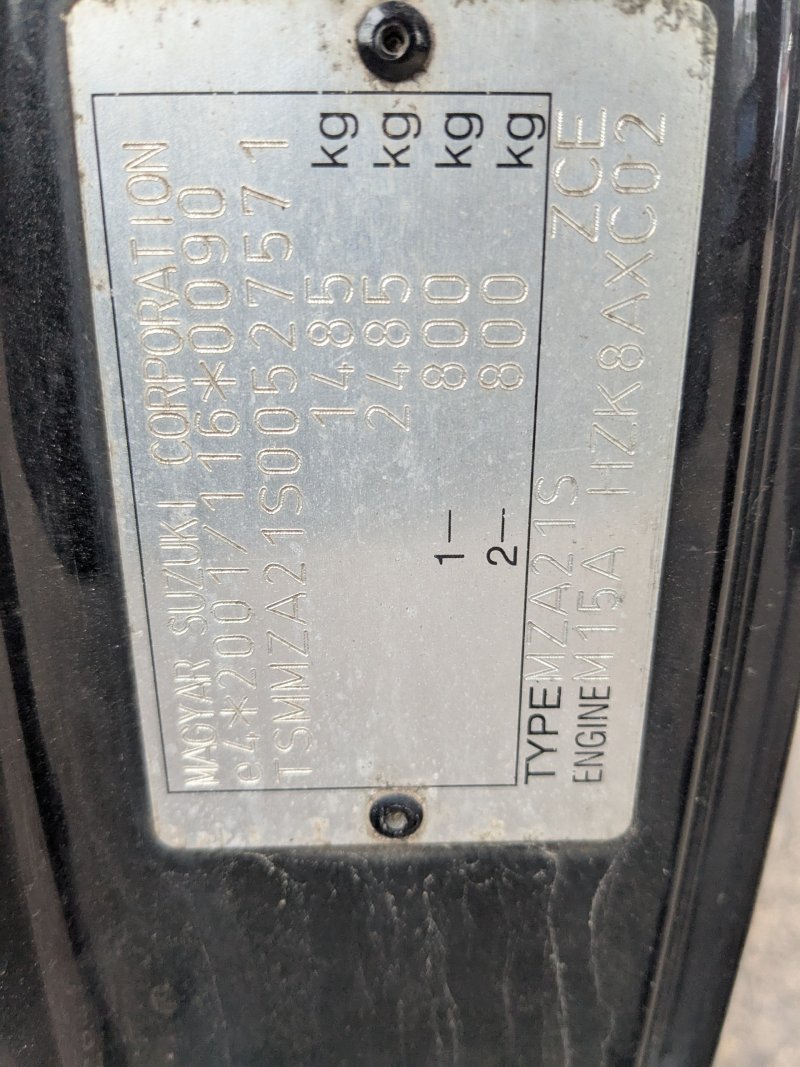 MAGYAR SUZUKI CORPORATION
e4*2001/116*0090
TSMMZA21S00527571
1485 kg
2485 kg
1— 800 kg
2— 800 kg
TYPE MZA21S ZCE
ENGINE M15A HZK8AXC02